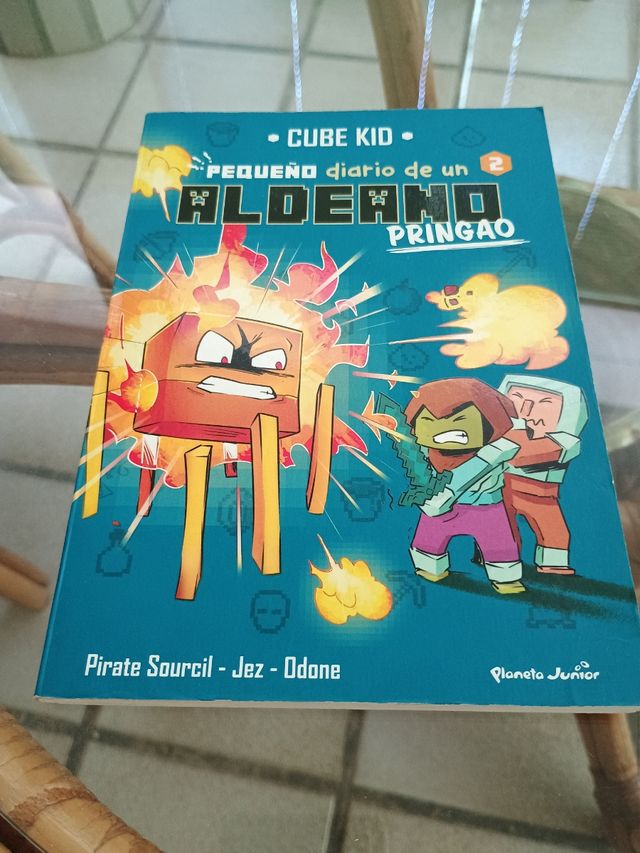 • CUBE KID •
PEQUEÑO diario de un 2
ALDEANO
PRINGAO
Pirate Sourcil - Jez - Odone
Planeta Junior